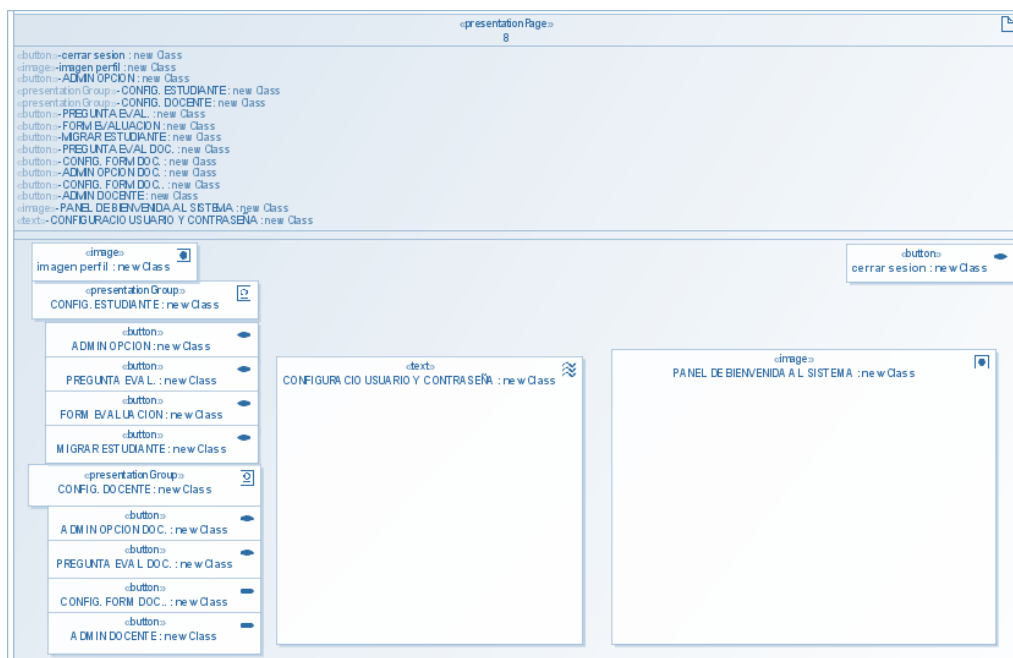 «presentationPage»
8
«button»-cerrar sesion : new Class
«image»-imagen perfil : new Class
«button»-ADMIN OPCION : new Class
«presentationGroup»-CONFIG. ESTUDIANTE : new Class
«presentationGroup»-CONFIG. DOCENTE : new Class
«button»-PREGUNTA EVAL. : new Class
«button»-FORM EVALUACION : new Class
«button»-MIGRAR ESTUDIANTE : new Class
«button»-PREGUNTA EVAL DOC. : new Class
«button»-CONFIG. FORM DOC. : new Class
«button»-ADMIN OPCION DOC. : new Class
«button»-CONFIG. FORM DOC.. : new Class
«button»-ADMIN DOCENTE : new Class
«image»-PANEL DE BIENVENIDA AL SISTEMA : new Class
«text»-CONFIGURACIO USUARIO Y CONTRASEÑA : new Class
«image»
imagen perfil : new Class
«button»
cerrar sesion : new Class
«presentationGroup»
CONFIG. ESTUDIANTE : new Class
«button»
ADMIN OPCION : new Class
«button»
PREGUNTA EVAL. : new Class
«button»
FORM EVALUACION : new Class
«button»
MIGRAR ESTUDIANTE : new Class
«presentationGroup»
CONFIG. DOCENTE : new Class
«button»
ADMIN OPCION DOC. : new Class
«button»
PREGUNTA EVAL DOC. : new Class
«button»
CONFIG. FORM DOC.. : new Class
«button»
ADMIN DOCENTE : new Class
«text»
CONFIGURACIO USUARIO Y CONTRASEÑA : new Class
«image»
PANEL DE BIENVENIDA AL SISTEMA : new Class